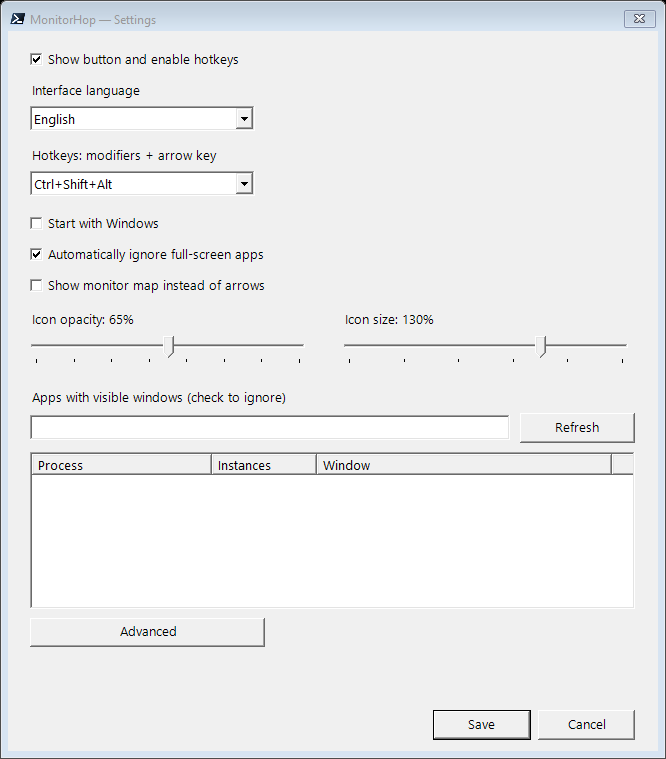 MonitorHop — Settings
Show button and enable hotkeys
Interface language
English
Hotkeys: modifiers + arrow key
Ctrl+Shift+Alt
Start with Windows
Automatically ignore full-screen apps
Show monitor map instead of arrows
Icon opacity: 65%
Icon size: 130%
Apps with visible windows (check to ignore)
Refresh
Process Instances Window
Advanced
Save Cancel